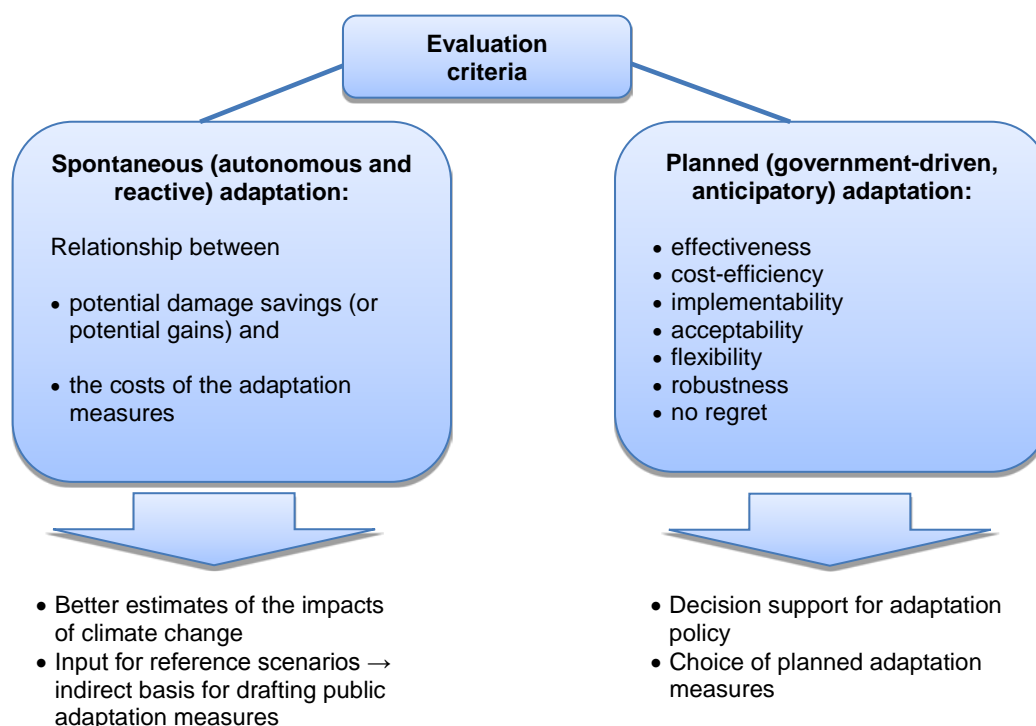 Evaluation
criteria
Spontaneous (autonomous and
reactive) adaptation:
Relationship between
• potential damage savings (or
potential gains) and
• the costs of the adaptation
measures
Planned (government-driven,
anticipatory) adaptation:
• effectiveness
• cost-efficiency
• implementability
• acceptability
• flexibility
• robustness
• no regret
• Better estimates of the impacts
of climate change
• Input for reference scenarios →
indirect basis for drafting public
adaptation measures
• Decision support for adaptation
policy
• Choice of planned adaptation
measures